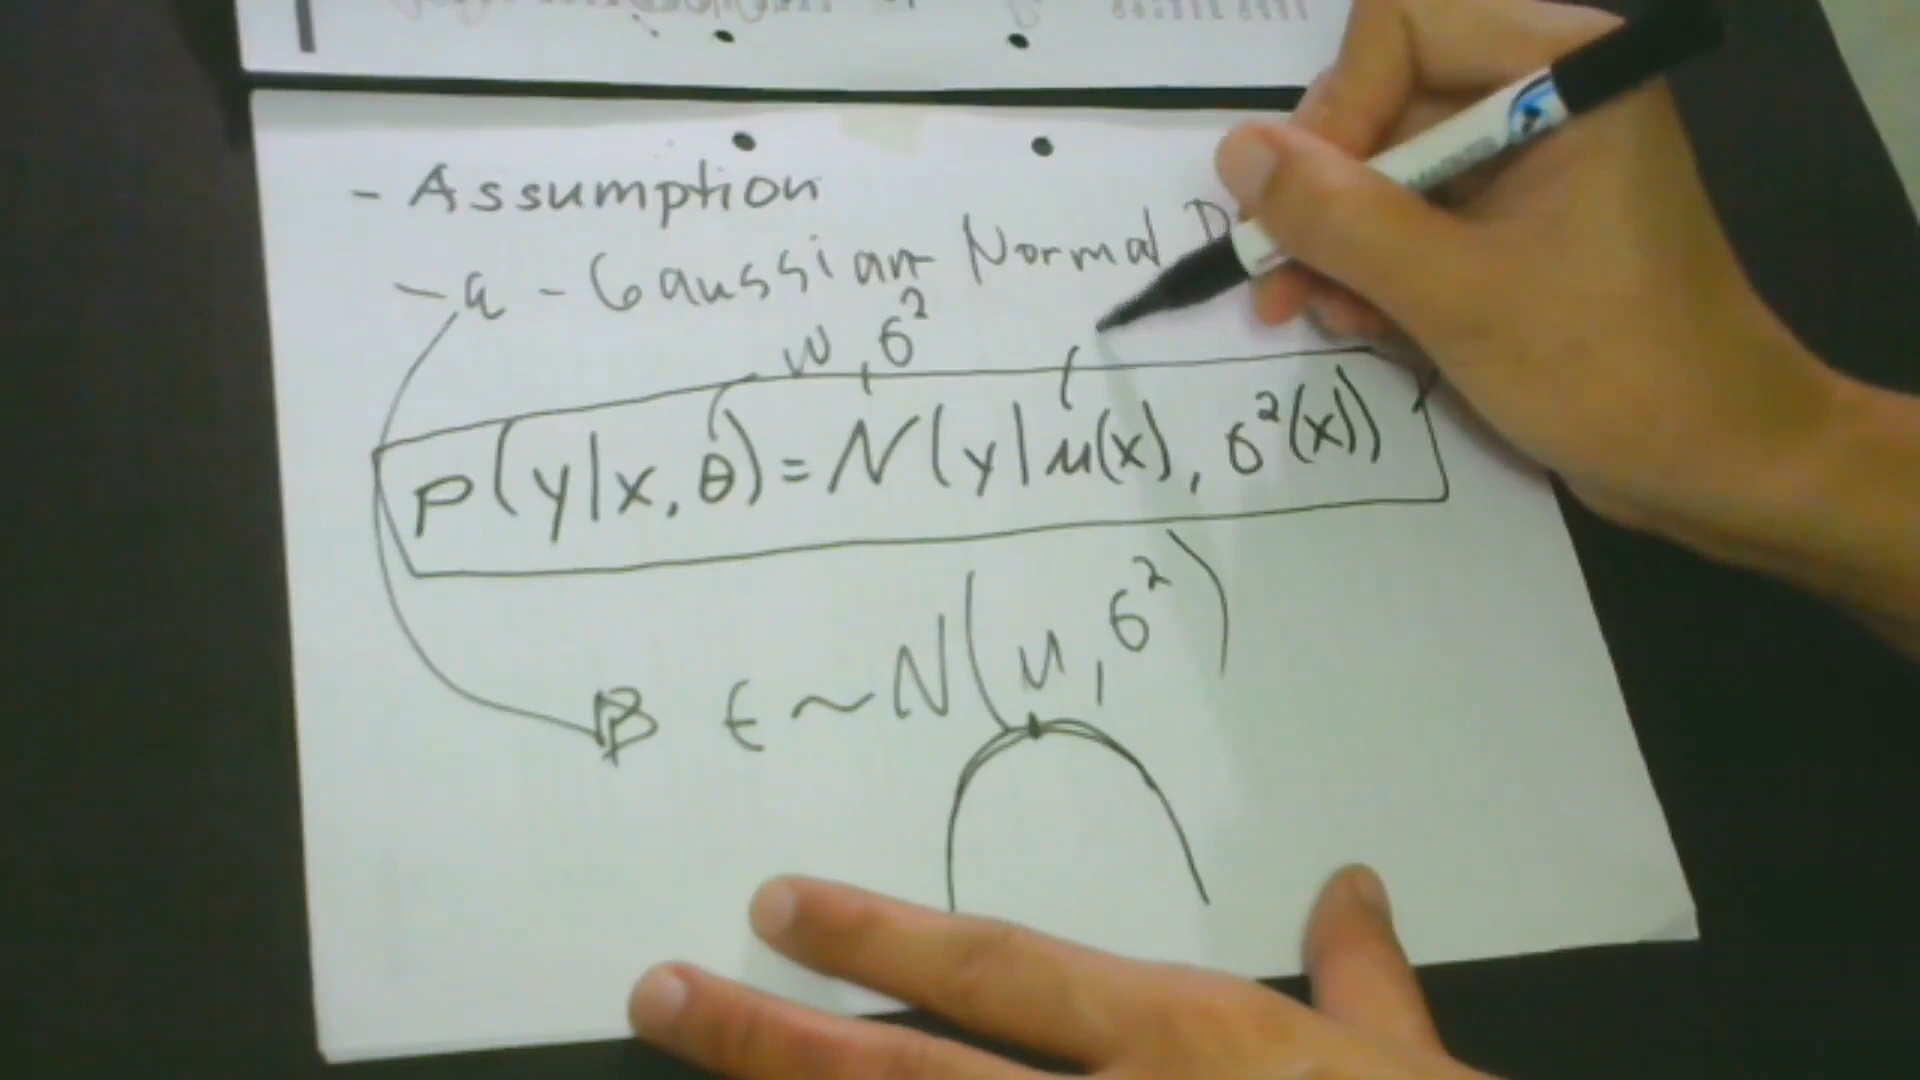 - Assumption
- a - Gaussian Normal
w, σ²
P(y|x, θ) = N(y|μ(x), σ²(x))
B ϵ ~ N(μ, σ²)